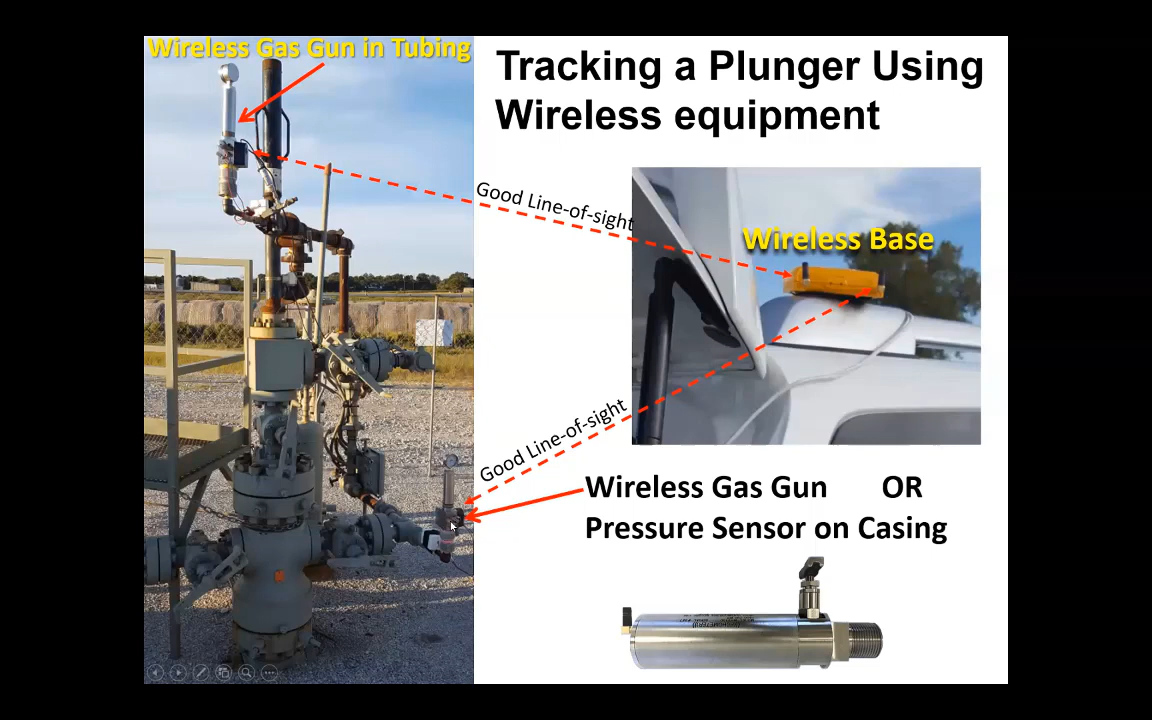 Wireless Gas Gun in Tubing
Tracking a Plunger Using
Wireless equipment
Good Line-of-sight
Wireless Base
Good Line-of-sight
Wireless Gas Gun OR
Pressure Sensor on Casing